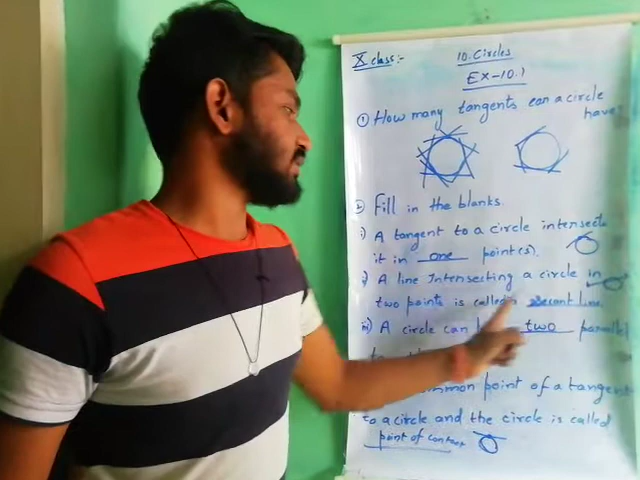 X class:-
10. Circles
Ex-10.1
① How many tangents can a circle
have?
② Fill in the blanks.
i) A tangent to a circle intersects
it in one point(s).
ii) A line Intensecting a circle in
two points is called secant line.
iii) A circle can two parallel
common point of a tangent
to a circle and the circle is called
point of contact